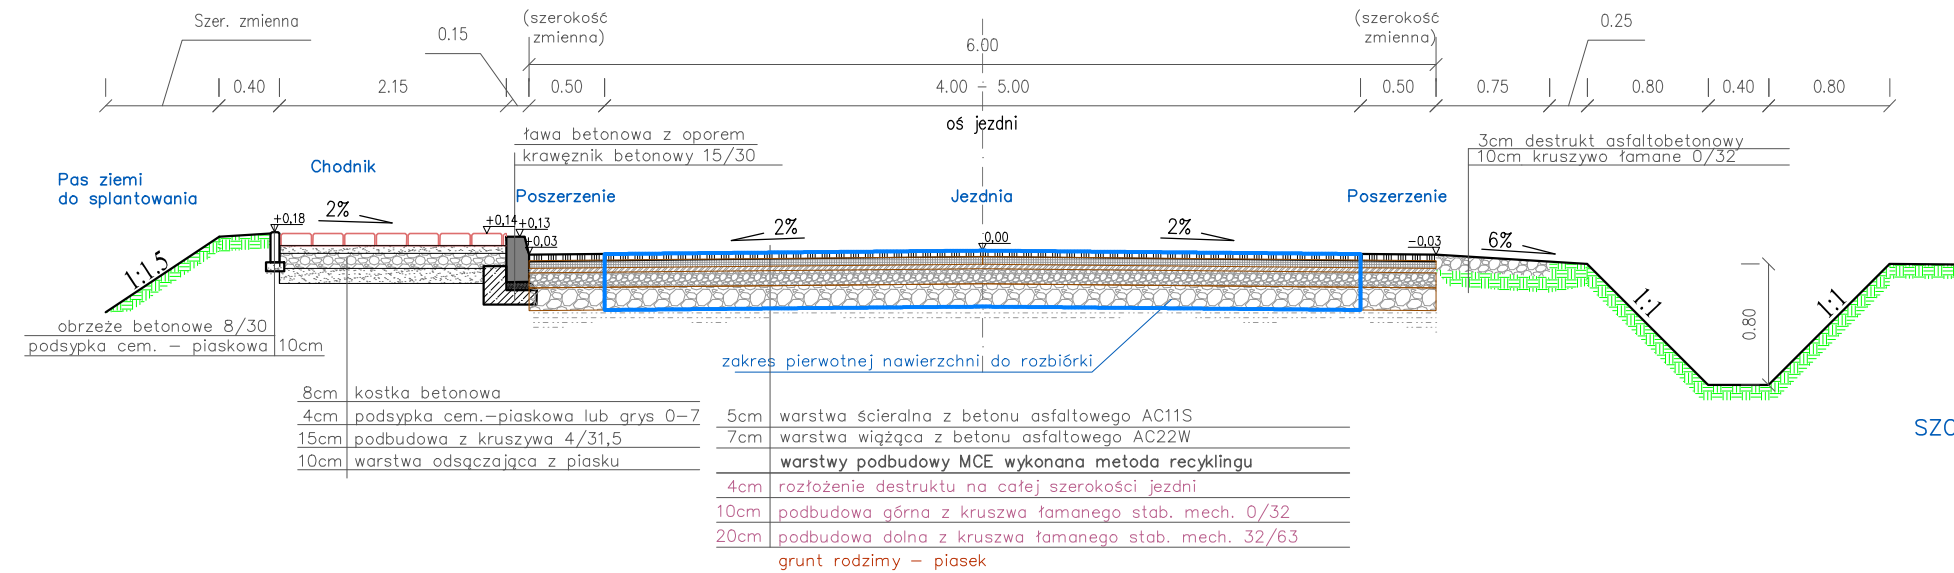 Szer. zmienna
0.15
(szerokość
zmienna)
6.00
(szerokość
zmienna)
0.25
0.40
2.15
0.50
4.00 - 5.00
0.50
0.75
0.80
0.40
0.80
oś jezdni
ława betonowa z oporem
krawęznik betonowy 15/30
3cm destrukt asfaltobetonowy
10cm kruszywo łamane 0/32
Chodnik
Pas ziemi
do splantowania
Poszerzenie
Jezdnia
Poszerzenie
+0,18
2%
+0,14
+0,13
+0,03
2%
0,00
2%
-0,03
6%
1:1.5
1:1
0.80
1:1
obrzeże betonowe 8/30
podsypka cem. - piaskowa 10cm
zakres pierwotnej nawierzchni do rozbiórki
8cm kostka betonowa
4cm podsypka cem.-piaskowa lub grys 0-7
15cm podbudowa z kruszywa 4/31,5
10cm warstwa odsączająca z piasku
5cm warstwa ścieralna z betonu asfaltowego AC11S
7cm warstwa wiążąca z betonu asfaltowego AC22W
warstwy podbudowy MCE wykonana metoda recyklingu
4cm rozłożenie destruktu na całej szerokości jezdni
10cm podbudowa górna z kruszwa łamanego stab. mech. 0/32
20cm podbudowa dolna z kruszwa łamanego stab. mech. 32/63
grunt rodzimy - piasek